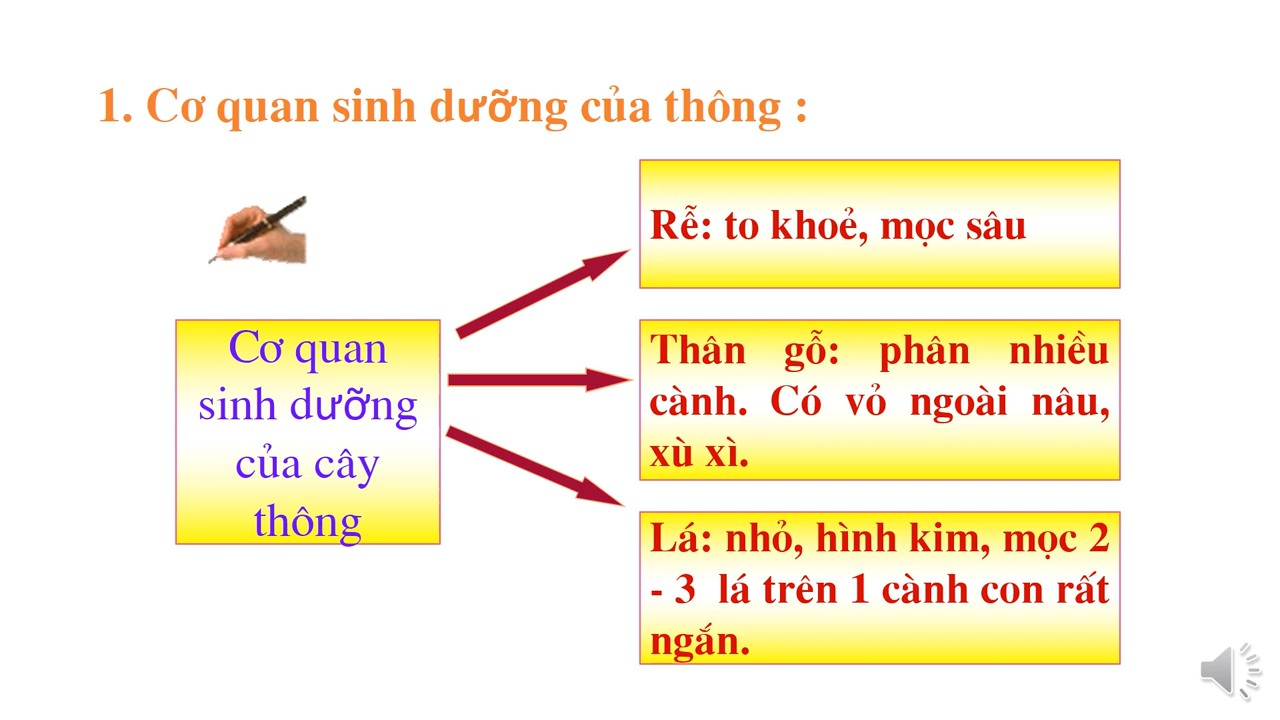 1. Cơ quan sinh dưỡng của thông :
Rễ: to khoẻ, mọc sâu
Cơ quan
sinh dưỡng
của cây
thông
Thân gỗ: phân nhiều
cành. Có vỏ ngoài nâu,
xù xì.
Lá: nhỏ, hình kim, mọc 2
- 3 lá trên 1 cành con rất
ngắn.